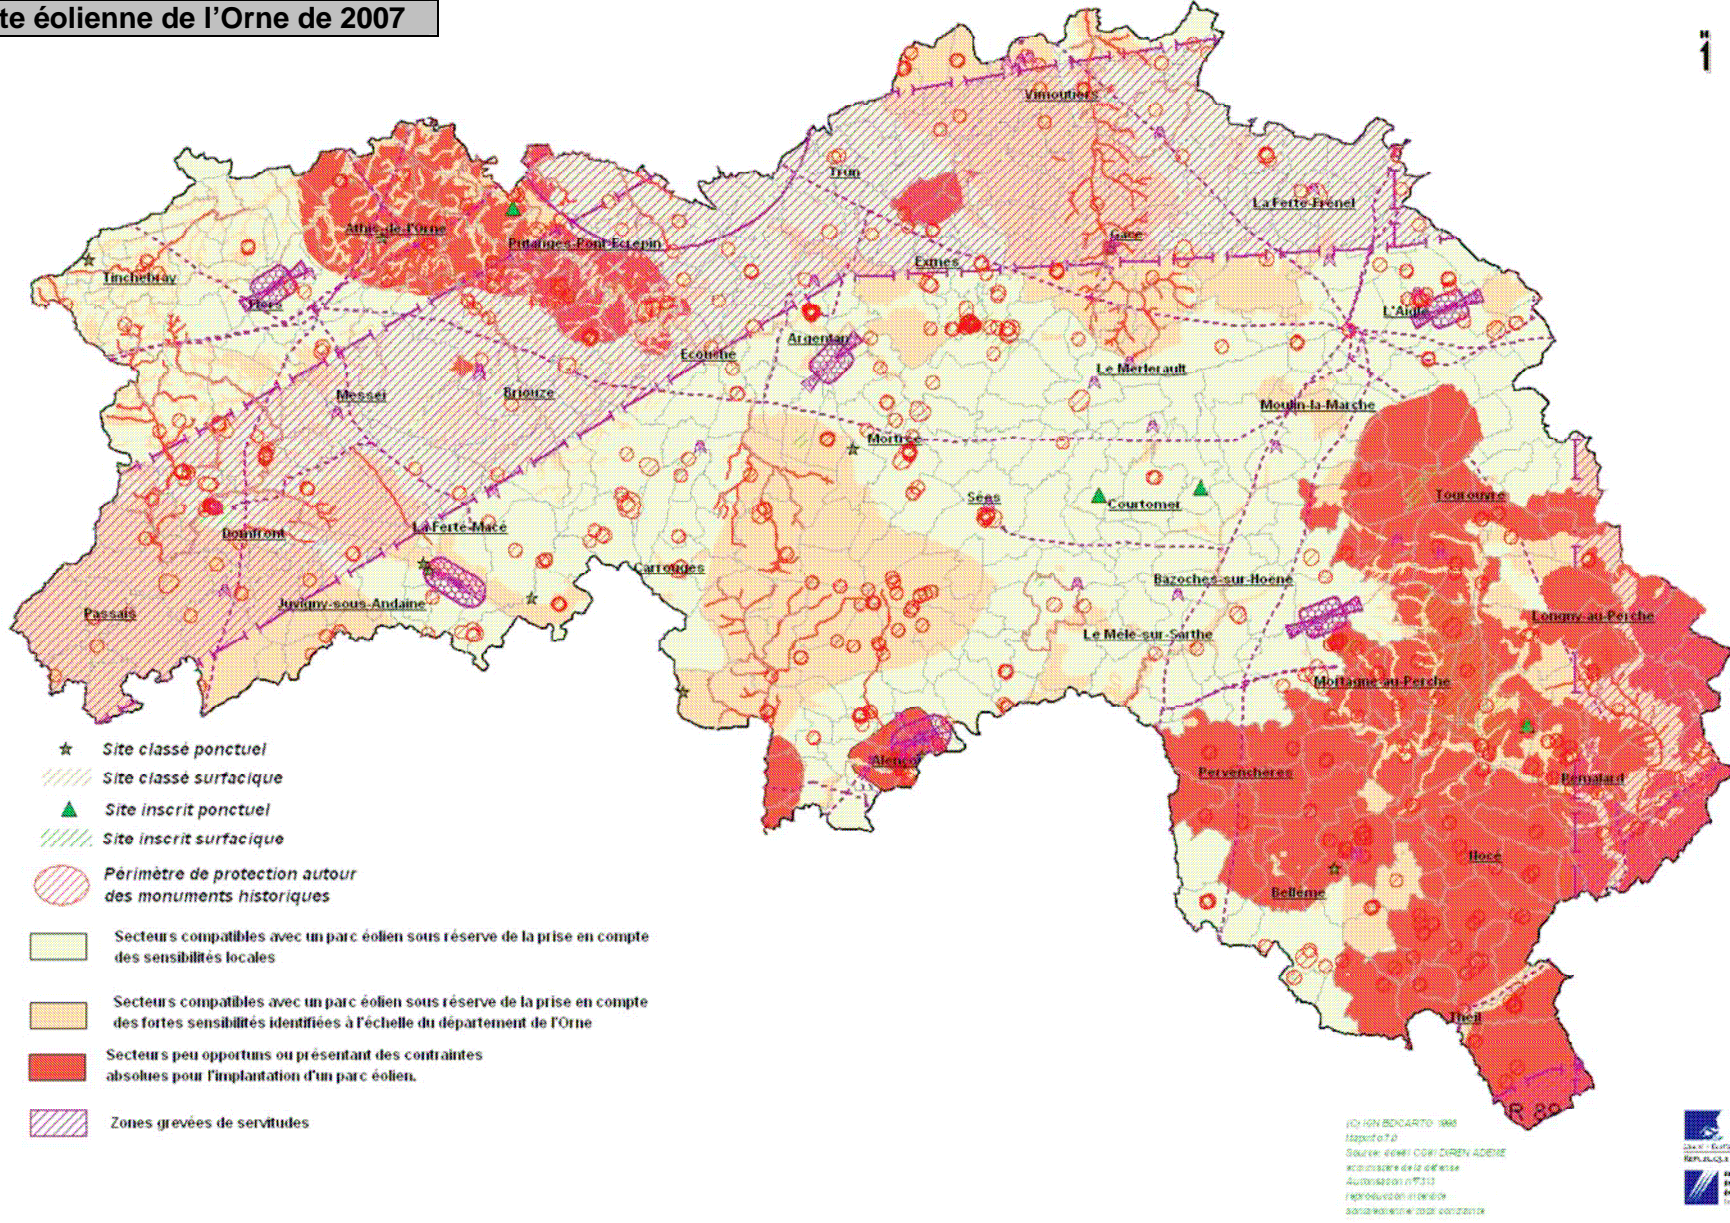 te éolienne de l'Orne de 2007
N
Vimoutiers
Trun
La Ferté-Frênel
Athis-de-l'Orne
Putanges-Pont-Ecrepin
Gacé
Exmes
Tinchebray
Flers
L'Aigle
Argentan
Ecouché
Le Merlerault
Messei
Briouze
Moulin-la-Marche
Mortrée
Sées
Courtomer
Tourouvre
Domfront
La Ferté-Macé
Carrouges
Bazoches-sur-Hoëne
Passais
Juvigny-sous-Andaine
Longny-au-Perche
Le Mêle-sur-Sarthe
Mortagne-au-Perche
Alençon
Pervenchères
Rémalard
Nocé
Bellême
Theil
R 89
Site classé ponctuel
Site classé surfacique
Site inscrit ponctuel
Site inscrit surfacique
Périmètre de protection autour
des monuments historiques
Secteurs compatibles avec un parc éolien sous réserve de la prise en compte
des sensibilités locales
Secteurs compatibles avec un parc éolien sous réserve de la prise en compte
des fortes sensibilités identifiées à l'échelle du département de l'Orne
Secteurs peu opportuns ou présentant des contraintes
absolues pour l'implantation d'un parc éolien.
Zones grevées de servitudes
DIREN ADEME